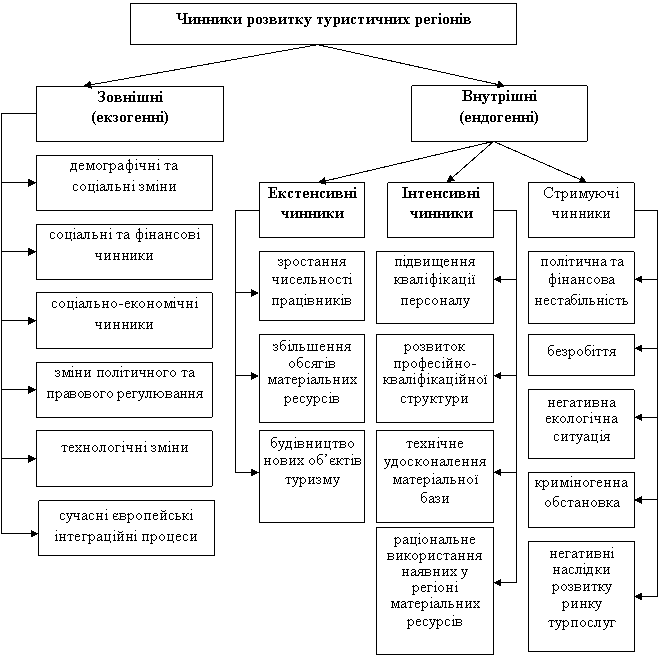 Чинники розвитку туристичних регіонів
Зовнішні
(екзогенні)
демографічні та
соціальні зміни
соціальні та фінансові
чинники
соціально-економічні
чинники
зміни політичного та
правового регулювання
технологічні зміни
сучасні європейські
інтеграційні процеси
Внутрішні
(ендогенні)
Екстенсивні
чинники
зростання
чисельності
працівників
збільшення
обсягів
матеріальних
ресурсів
будівництво
нових об’єктів
туризму
Інтенсивні
чинники
підвищення
кваліфікації
персоналу
розвиток
професійно-
кваліфікаційної
структури
технічне
удосконалення
матеріальної
бази
раціональне
використання
наявних у
регіоні
матеріальних
ресурсів
Стримуючі
чинники
політична та
фінансова
нестабільність
безробіття
негативна
екологічна
ситуація
криміногенна
обстановка
негативні
наслідки
розвитку
ринку
турпослуг